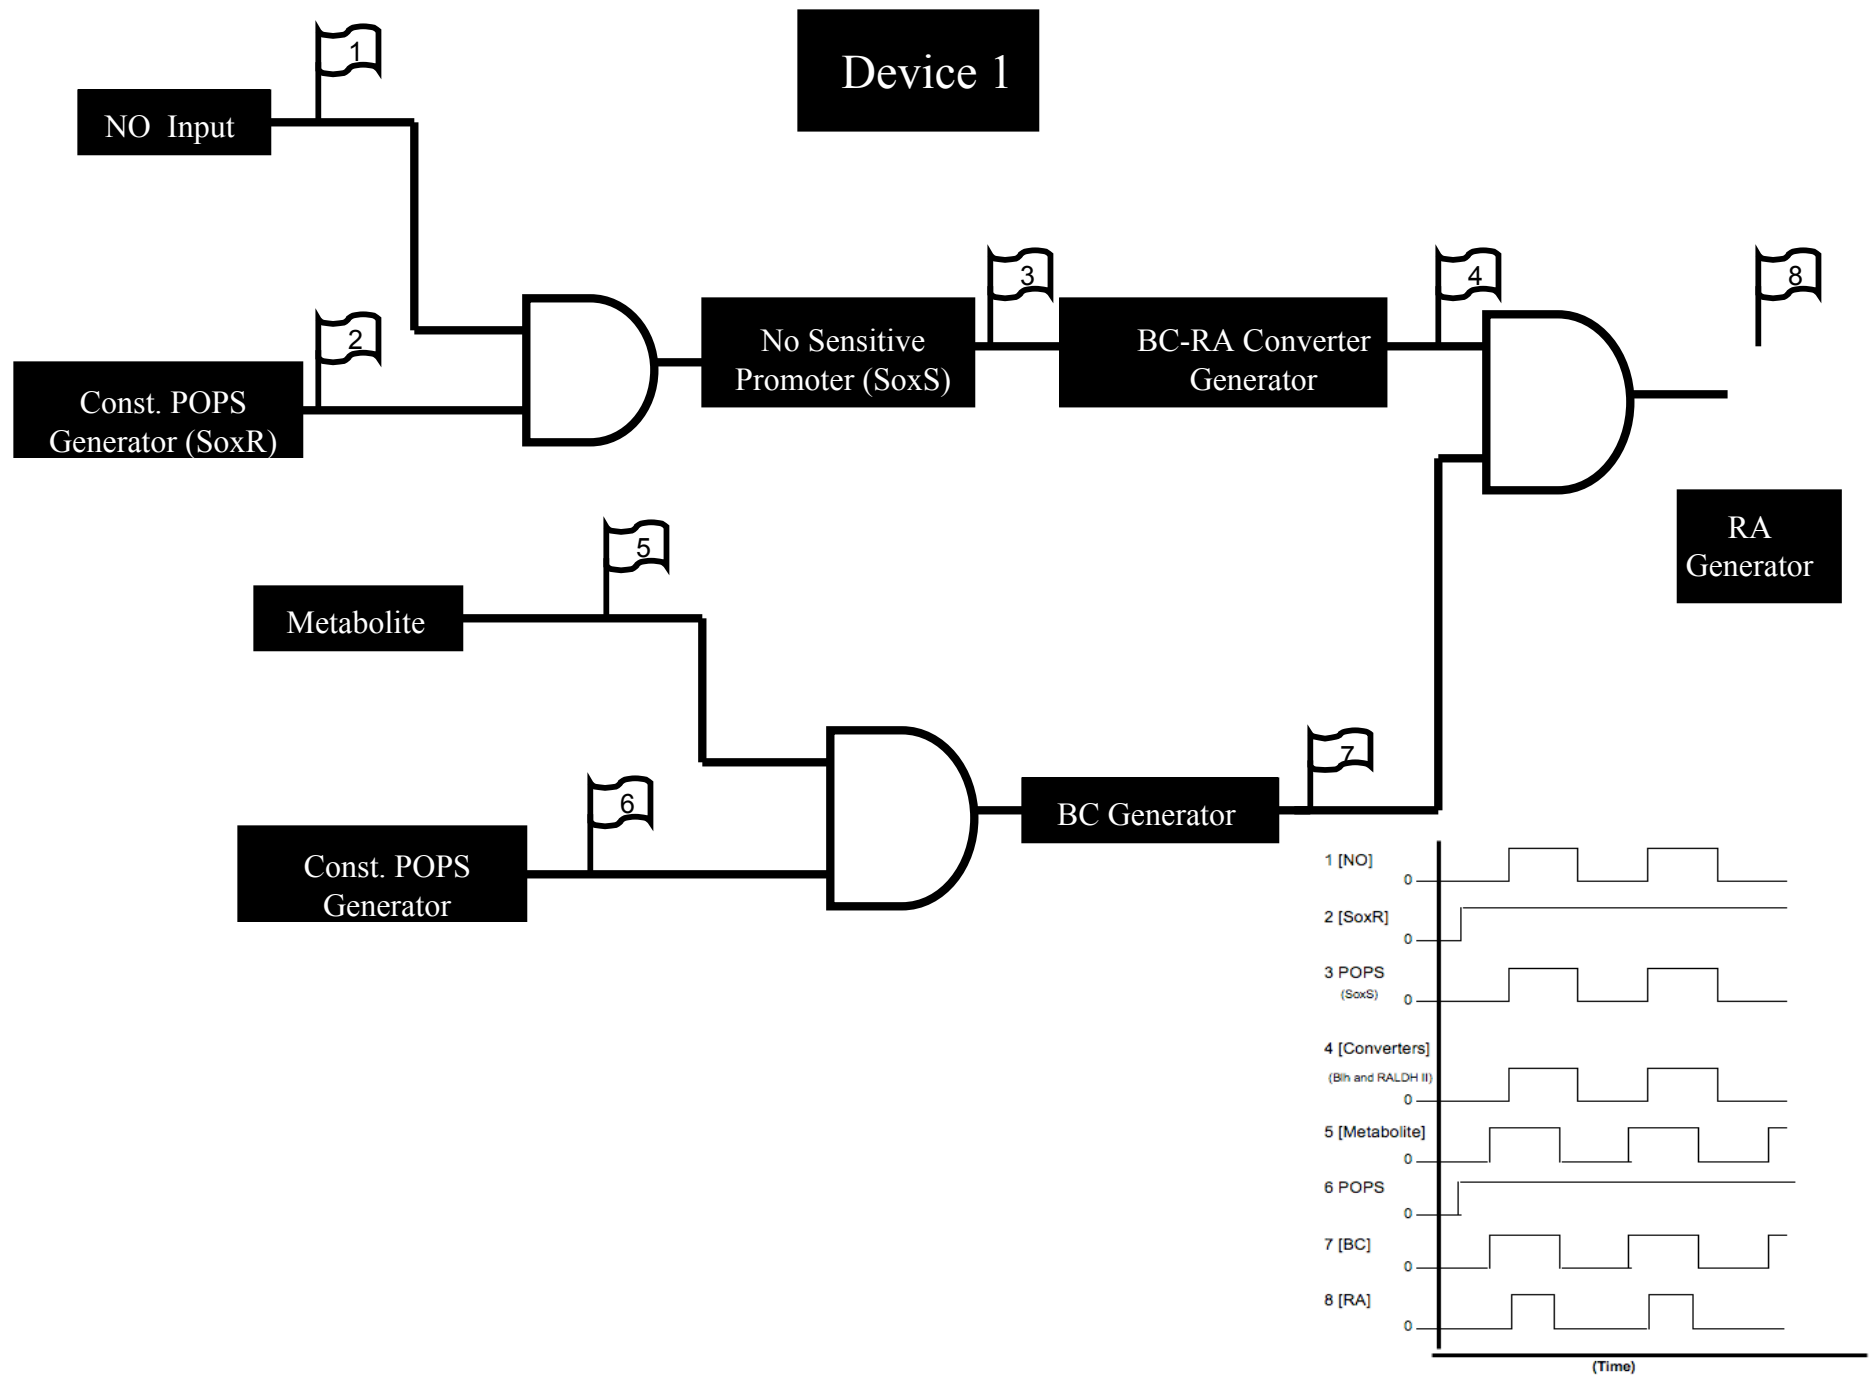 Device 1
1
NO  Input
2
Const. POPS
Generator (SoxR)
No Sensitive
Promoter (SoxS)
3
BC-RA Converter
Generator
4
8
RA
Generator
5
Metabolite
6
Const. POPS
Generator
BC Generator
7
1 [NO]
0
2 [SoxR]
0
3 POPS
(SoxS)
0
4 [Converters]
(Blh and RALDH II)
0
5 [Metabolite]
0
6 POPS
0
7 [BC]
0
8 [RA]
0
(Time)